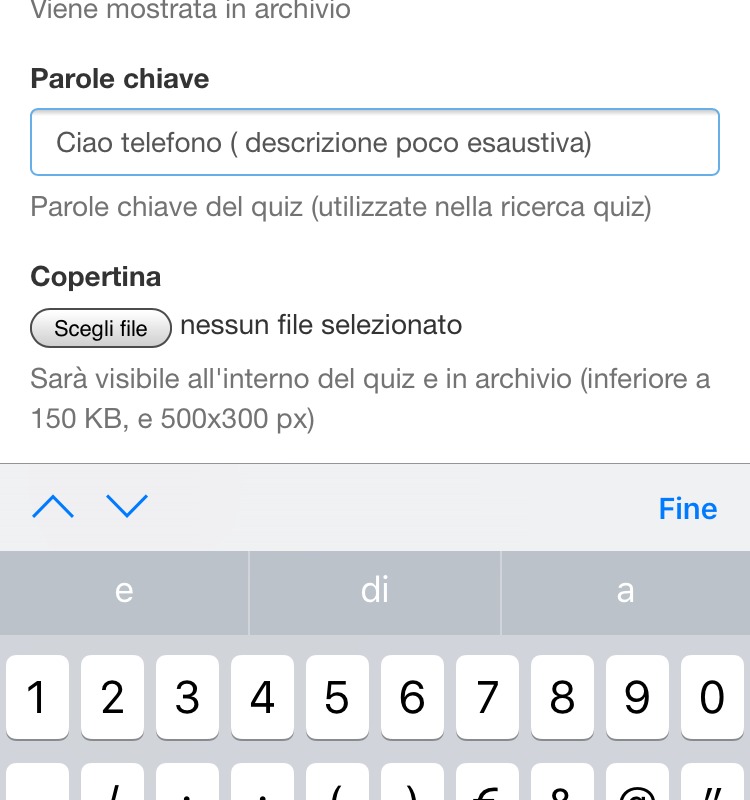 Viene mostrata in archivio
Parole chiave
Ciao telefono ( descrizione poco esaustiva)
Parole chiave del quiz (utilizzate nella ricerca quiz)
Copertina
Scegli file nessun file selezionato
Sarà visibile all'interno del quiz e in archivio (inferiore a
150 KB, e 500x300 px)
Fine
e di a
1 2 3 4 5 6 7 8 9 0
/ : ; ( ) € & @ "